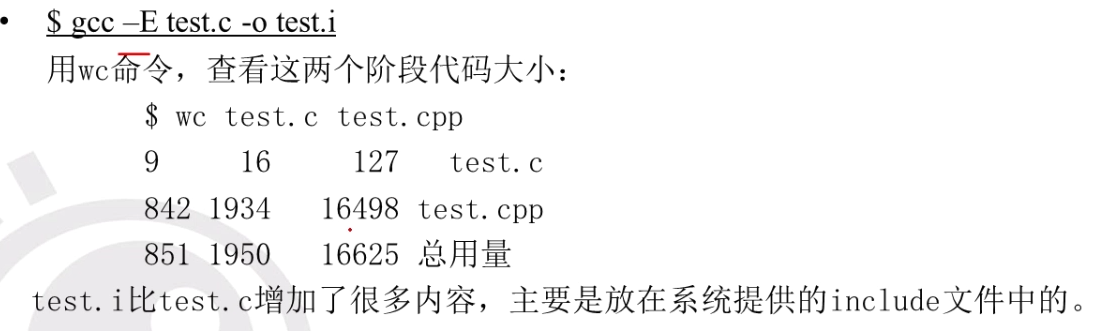 • $ gcc –E test.c -o test.i
用wc命令，查看这两个阶段代码大小：
$ wc test.c test.cpp
9 16 127 test.c
842 1934 16498 test.cpp
851 1950 16625 总用量
test.i比test.c增加了很多内容，主要是放在系统提供的include文件中的。